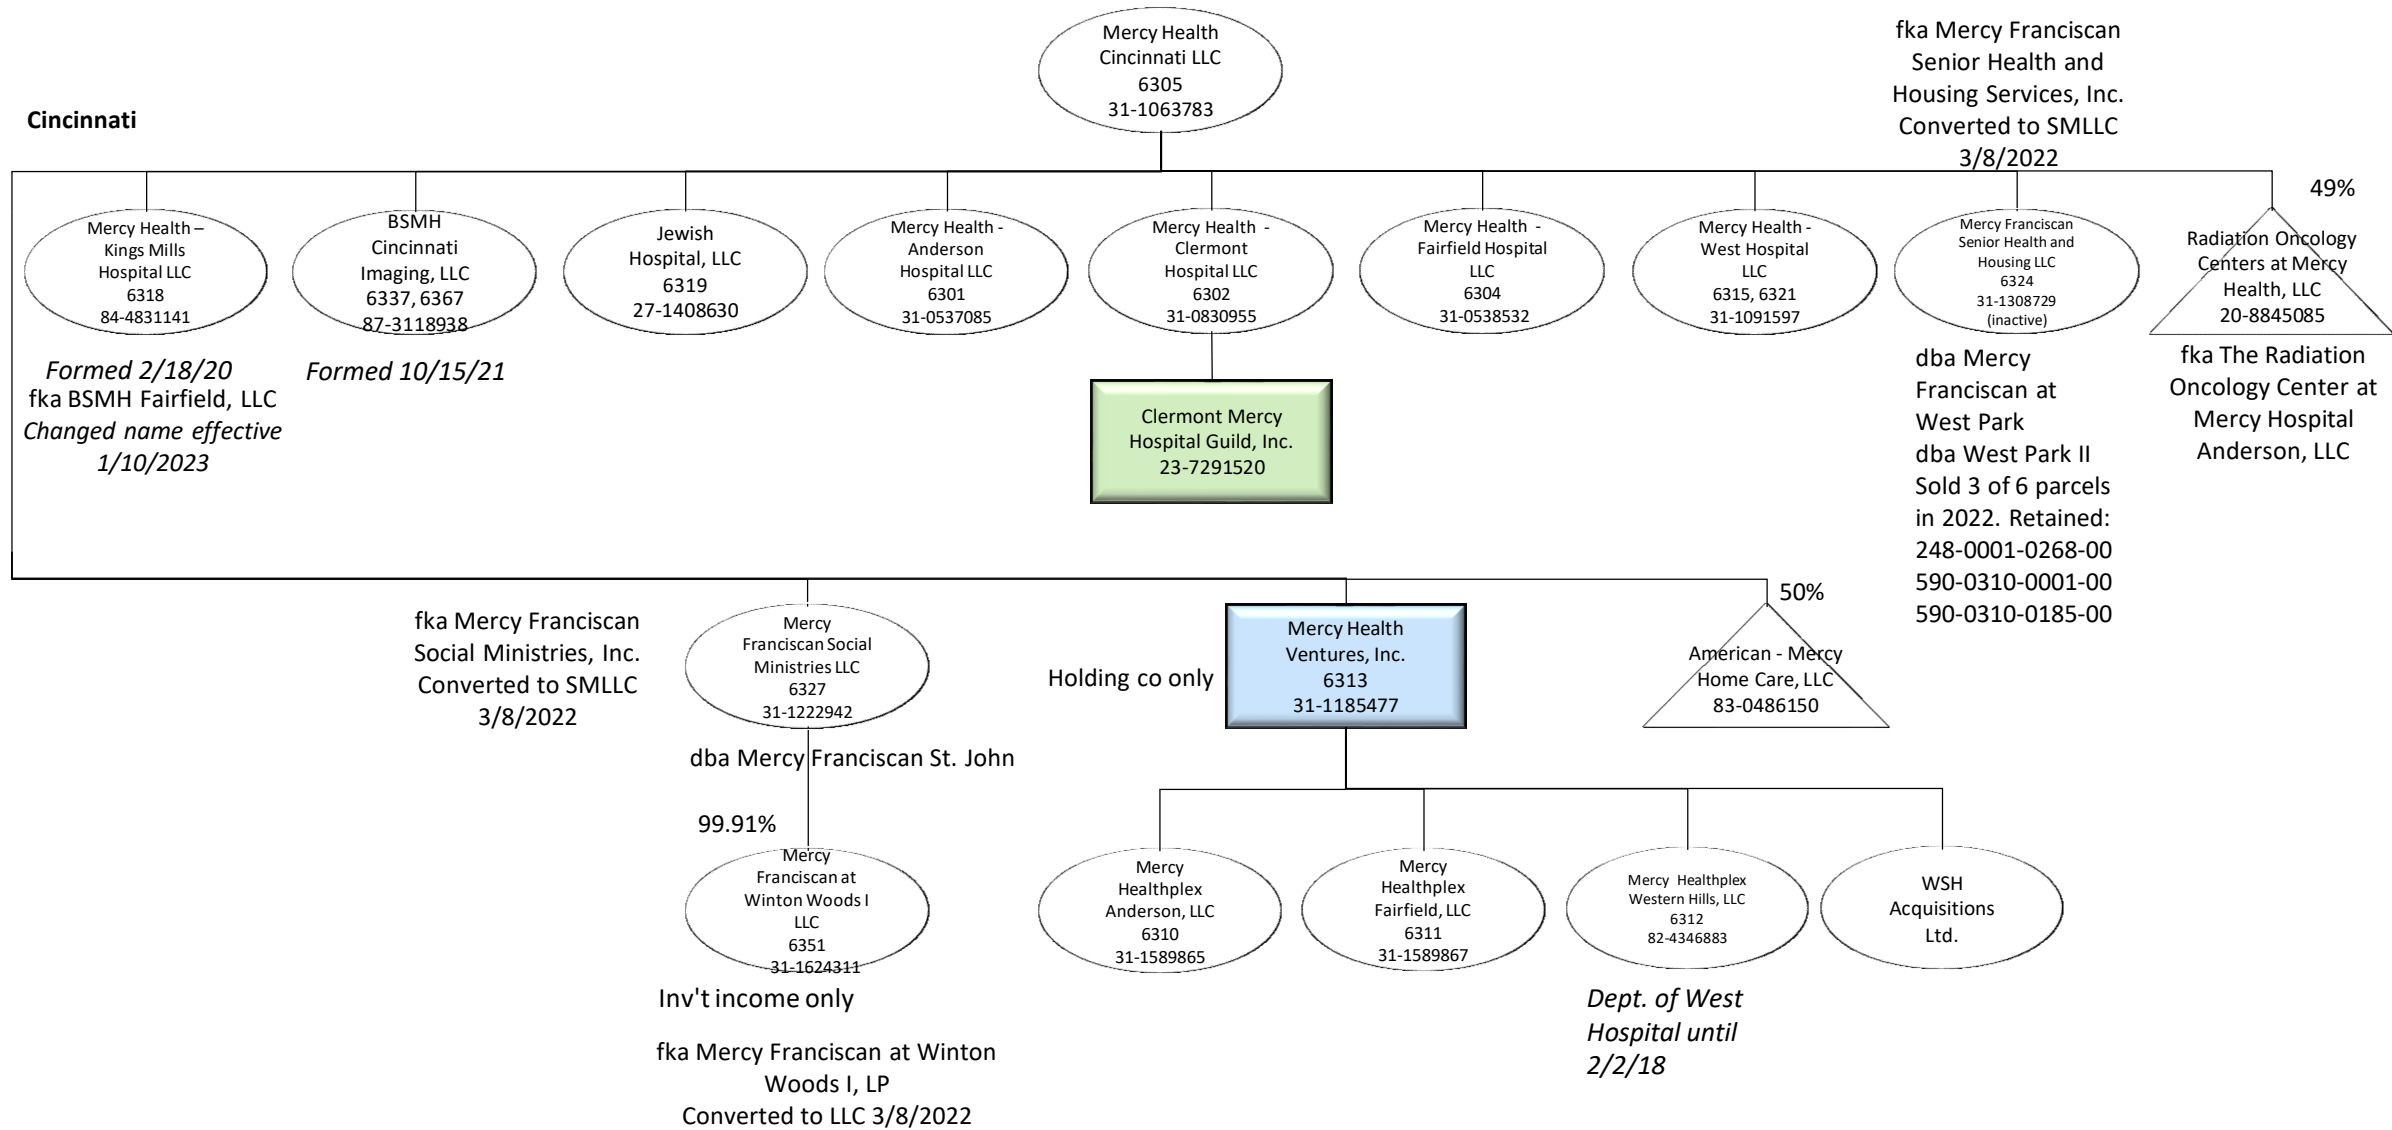 Mercy Health
Cincinnati LLC
6305
31-1063783
fka Mercy Franciscan
Senior Health and
Housing Services, Inc.
Converted to SMLLC
3/8/2022
Cincinnati
49%
Mercy Health –
Kings Mills
Hospital LLC
6318
84-4831141
BSMH
Cincinnati
Imaging, LLC
6337, 6367
87-3118938
Jewish
Hospital, LLC
6319
27-1408630
Mercy Health -
Anderson
Hospital LLC
6301
31-0537085
Mercy Health -
Clermont
Hospital LLC
6302
31-0830955
Mercy Health -
Fairfield Hospital
LLC
6304
31-0538532
Mercy Health -
West Hospital
LLC
6315, 6321
31-1091597
Mercy Franciscan
Senior Health and
Housing LLC
6324
31-1308729
(inactive)
Radiation Oncology
Centers at Mercy
Health, LLC
20-8845085
Formed 2/18/20
fka BSMH Fairfield, LLC
Changed name effective
1/10/2023
Formed 10/15/21
Clermont Mercy
Hospital Guild, Inc.
23-7291520
dba Mercy
Franciscan at
West Park
dba West Park II
Sold 3 of 6 parcels
in 2022. Retained:
248-0001-0268-00
590-0310-0001-00
590-0310-0185-00
fka The Radiation
Oncology Center at
Mercy Hospital
Anderson, LLC
fka Mercy Franciscan
Social Ministries, Inc.
Converted to SMLLC
3/8/2022
Mercy
Franciscan Social
Ministries LLC
6327
31-1222942
dba Mercy Franciscan St. John
Holding co only
Mercy Health
Ventures, Inc.
6313
31-1185477
50%
American - Mercy
Home Care, LLC
83-0486150
99.91%
Mercy
Franciscan at
Winton Woods I
LLC
6351
31-1624311
Mercy
Healthplex
Anderson, LLC
6310
31-1589865
Mercy
Healthplex
Fairfield, LLC
6311
31-1589867
Mercy Healthplex
Western Hills, LLC
6312
82-4346883
WSH
Acquisitions
Ltd.
Inv't income only
fka Mercy Franciscan at Winton
Woods I, LP
Converted to LLC 3/8/2022
Dept. of West
Hospital until
2/2/18